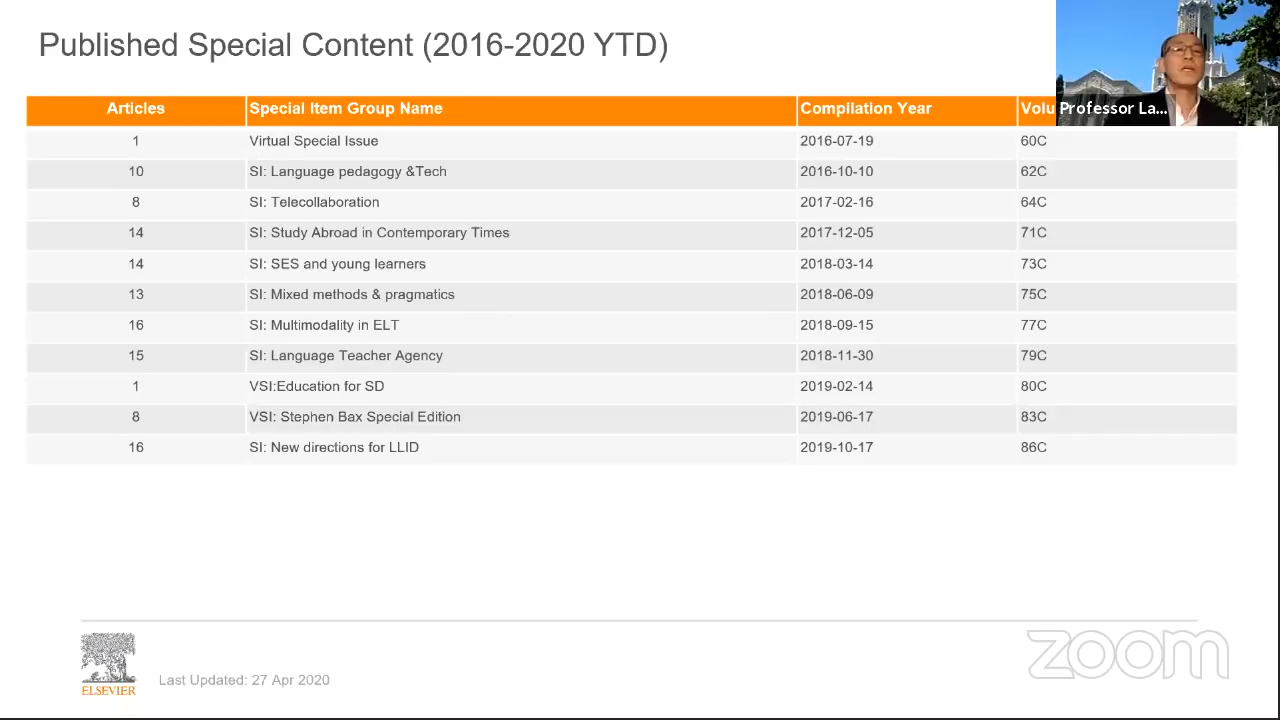 Published Special Content (2016-2020 YTD)
Articles Special Item Group Name Compilation Year Volu Professor La...
1 Virtual Special Issue 2016-07-19 60C
10 SI: Language pedagogy &Tech 2016-10-10 62C
8 SI: Telecollaboration 2017-02-16 64C
14 SI: Study Abroad in Contemporary Times 2017-12-05 71C
14 SI: SES and young learners 2018-03-14 73C
13 SI: Mixed methods & pragmatics 2018-06-09 75C
16 SI: Multimodality in ELT 2018-09-15 77C
15 SI: Language Teacher Agency 2018-11-30 79C
1 VSI:Education for SD 2019-02-14 80C
8 VSI: Stephen Bax Special Edition 2019-06-17 83C
16 SI: New directions for LLID 2019-10-17 86C
zoom
ELSEVIER
Last Updated: 27 Apr 2020